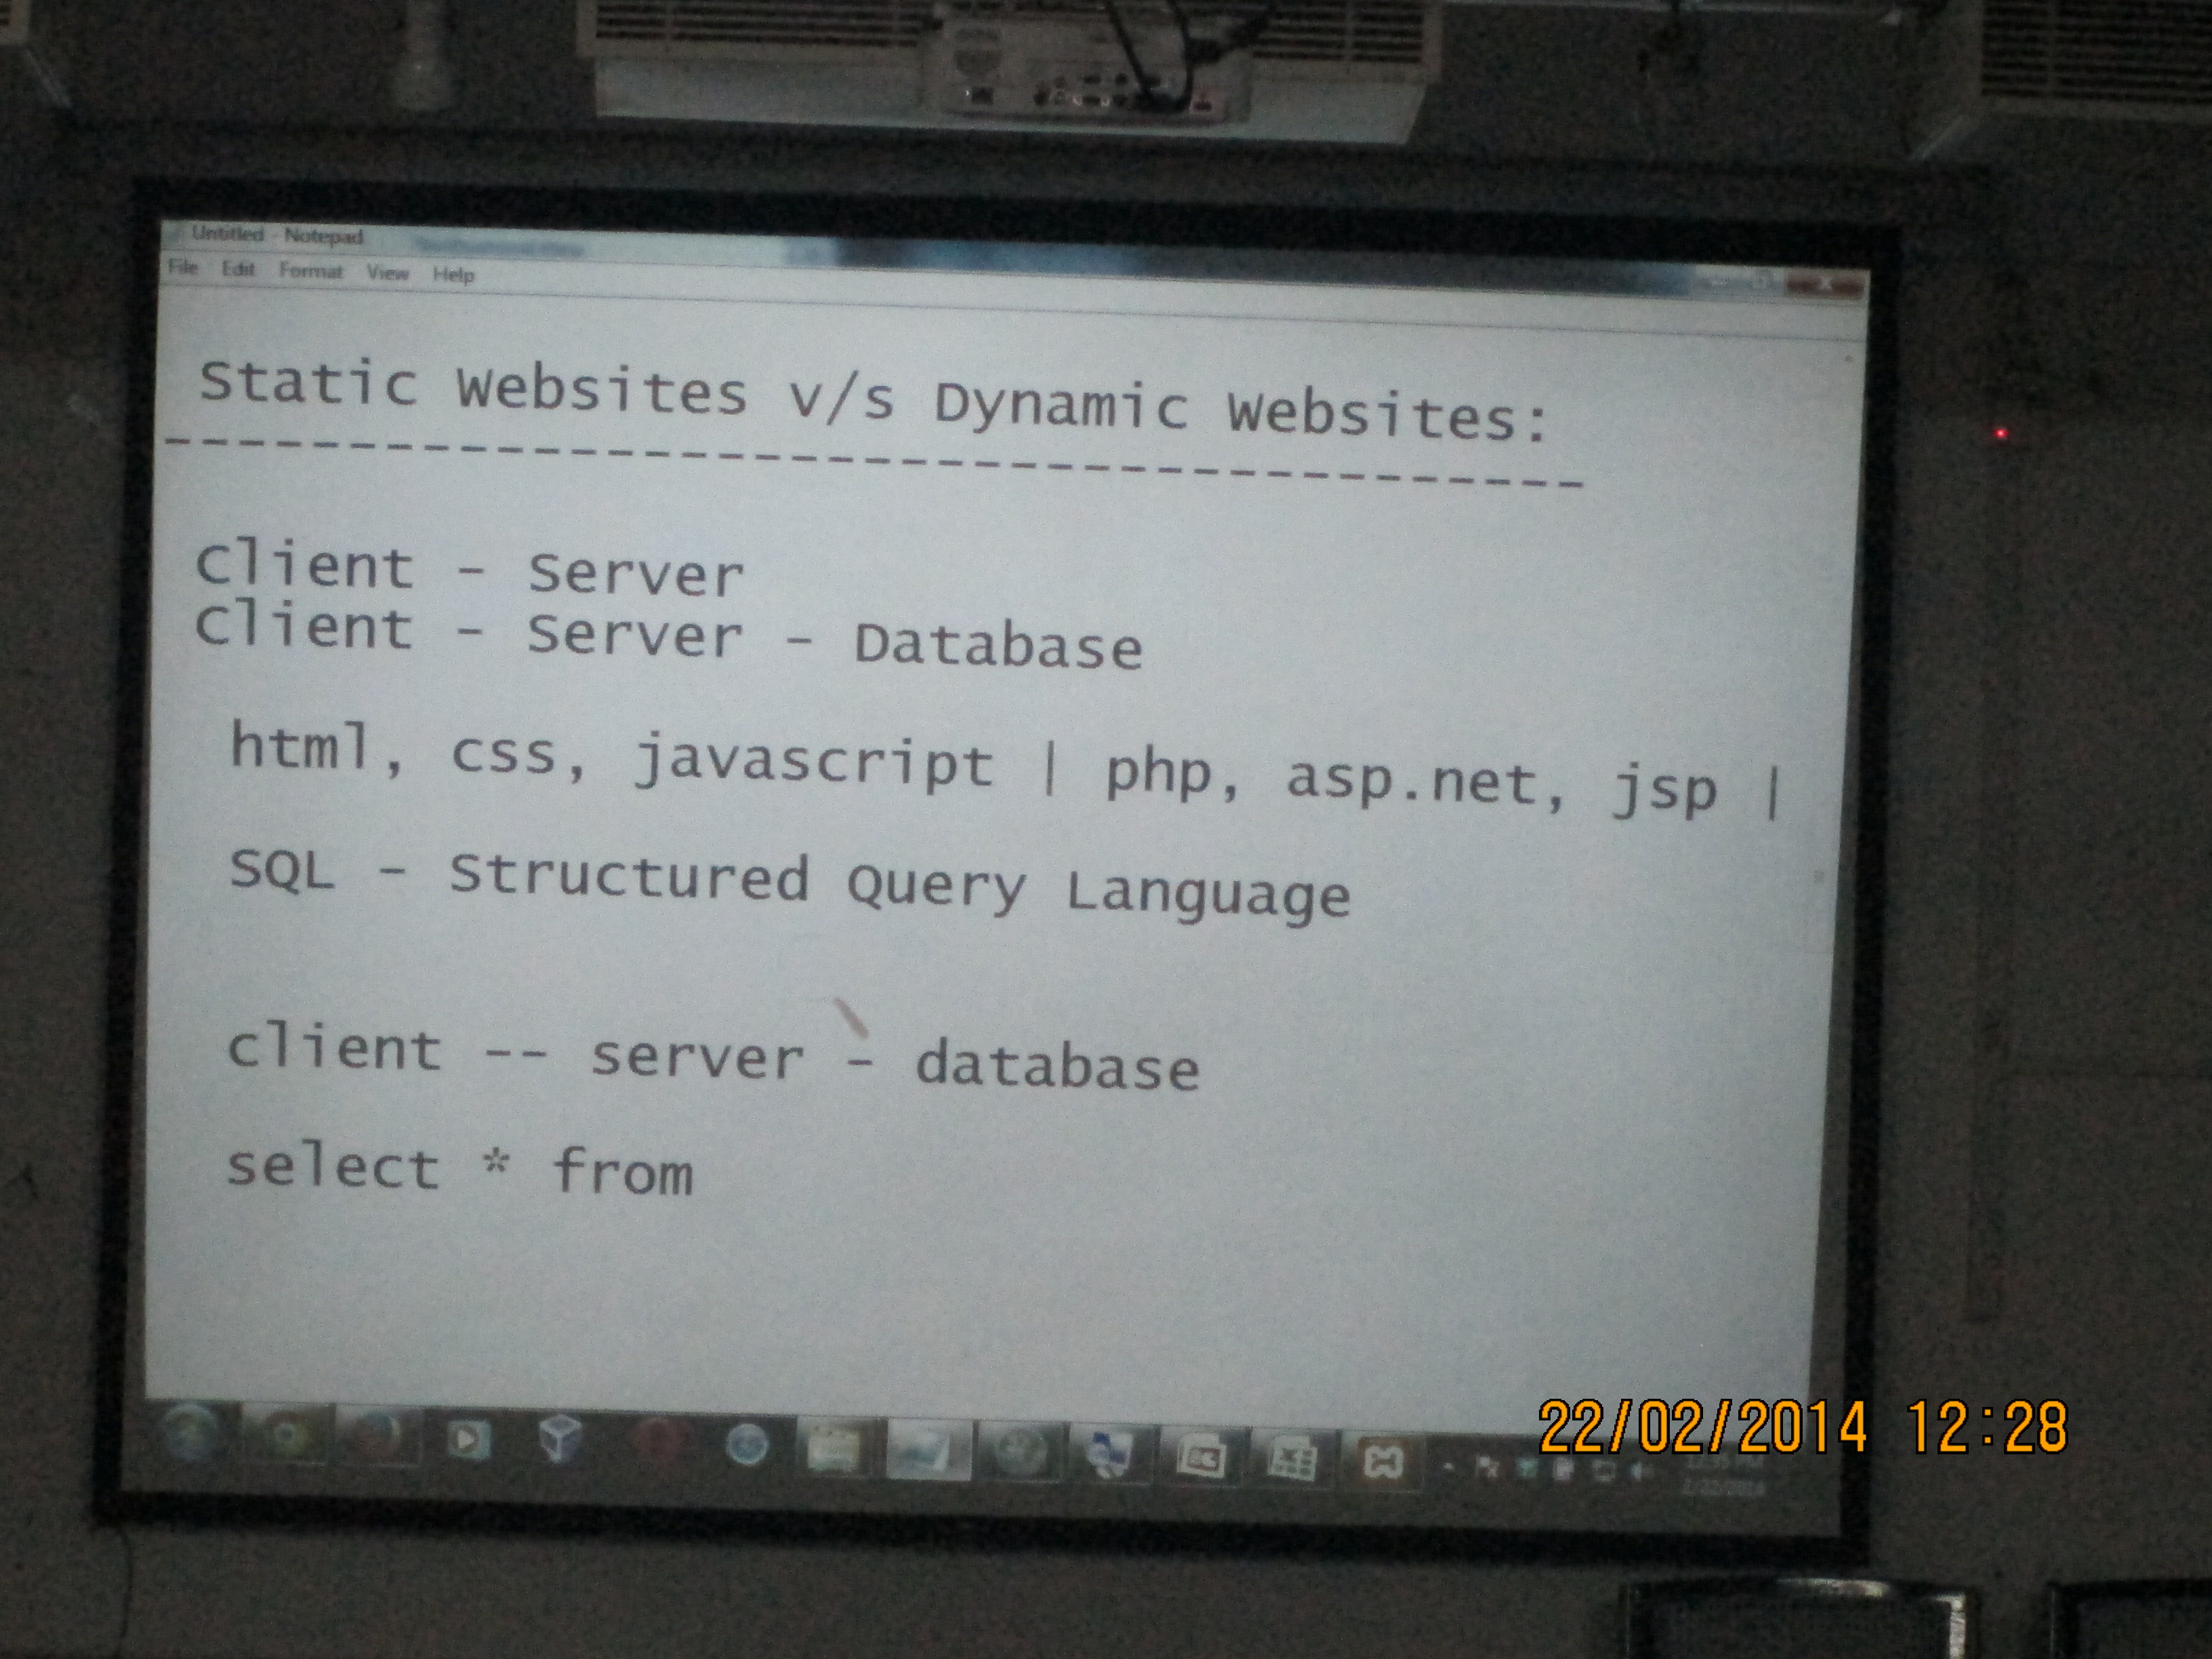 Untitled - Notepad
File Edit Format View Help
Static Websites v/s Dynamic Websites:
---------------------------------------
Client - Server
Client - Server - Database
html, css, javascript | php, asp.net, jsp |
SQL - Structured Query Language
client -- server - database
select * from
22/02/2014 12:28